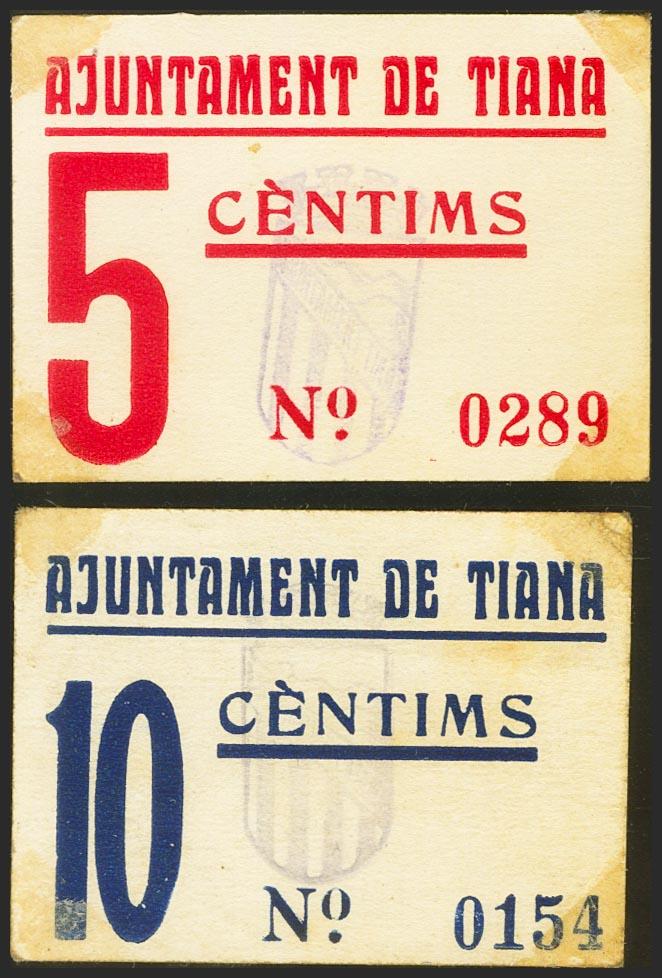 AJUNTAMENT DE TIANA
5 CÈNTIMS
Nº 0289
AJUNTAMENT DE TIANA
10 CÈNTIMS
Nº 0154